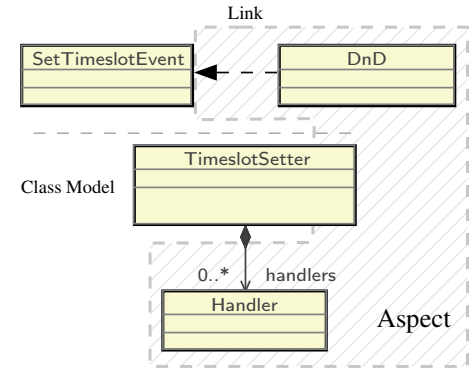 Link
SetTimeslotEvent
DnD
TimeslotSetter
Class Model
0..* handlers
Handler
Aspect